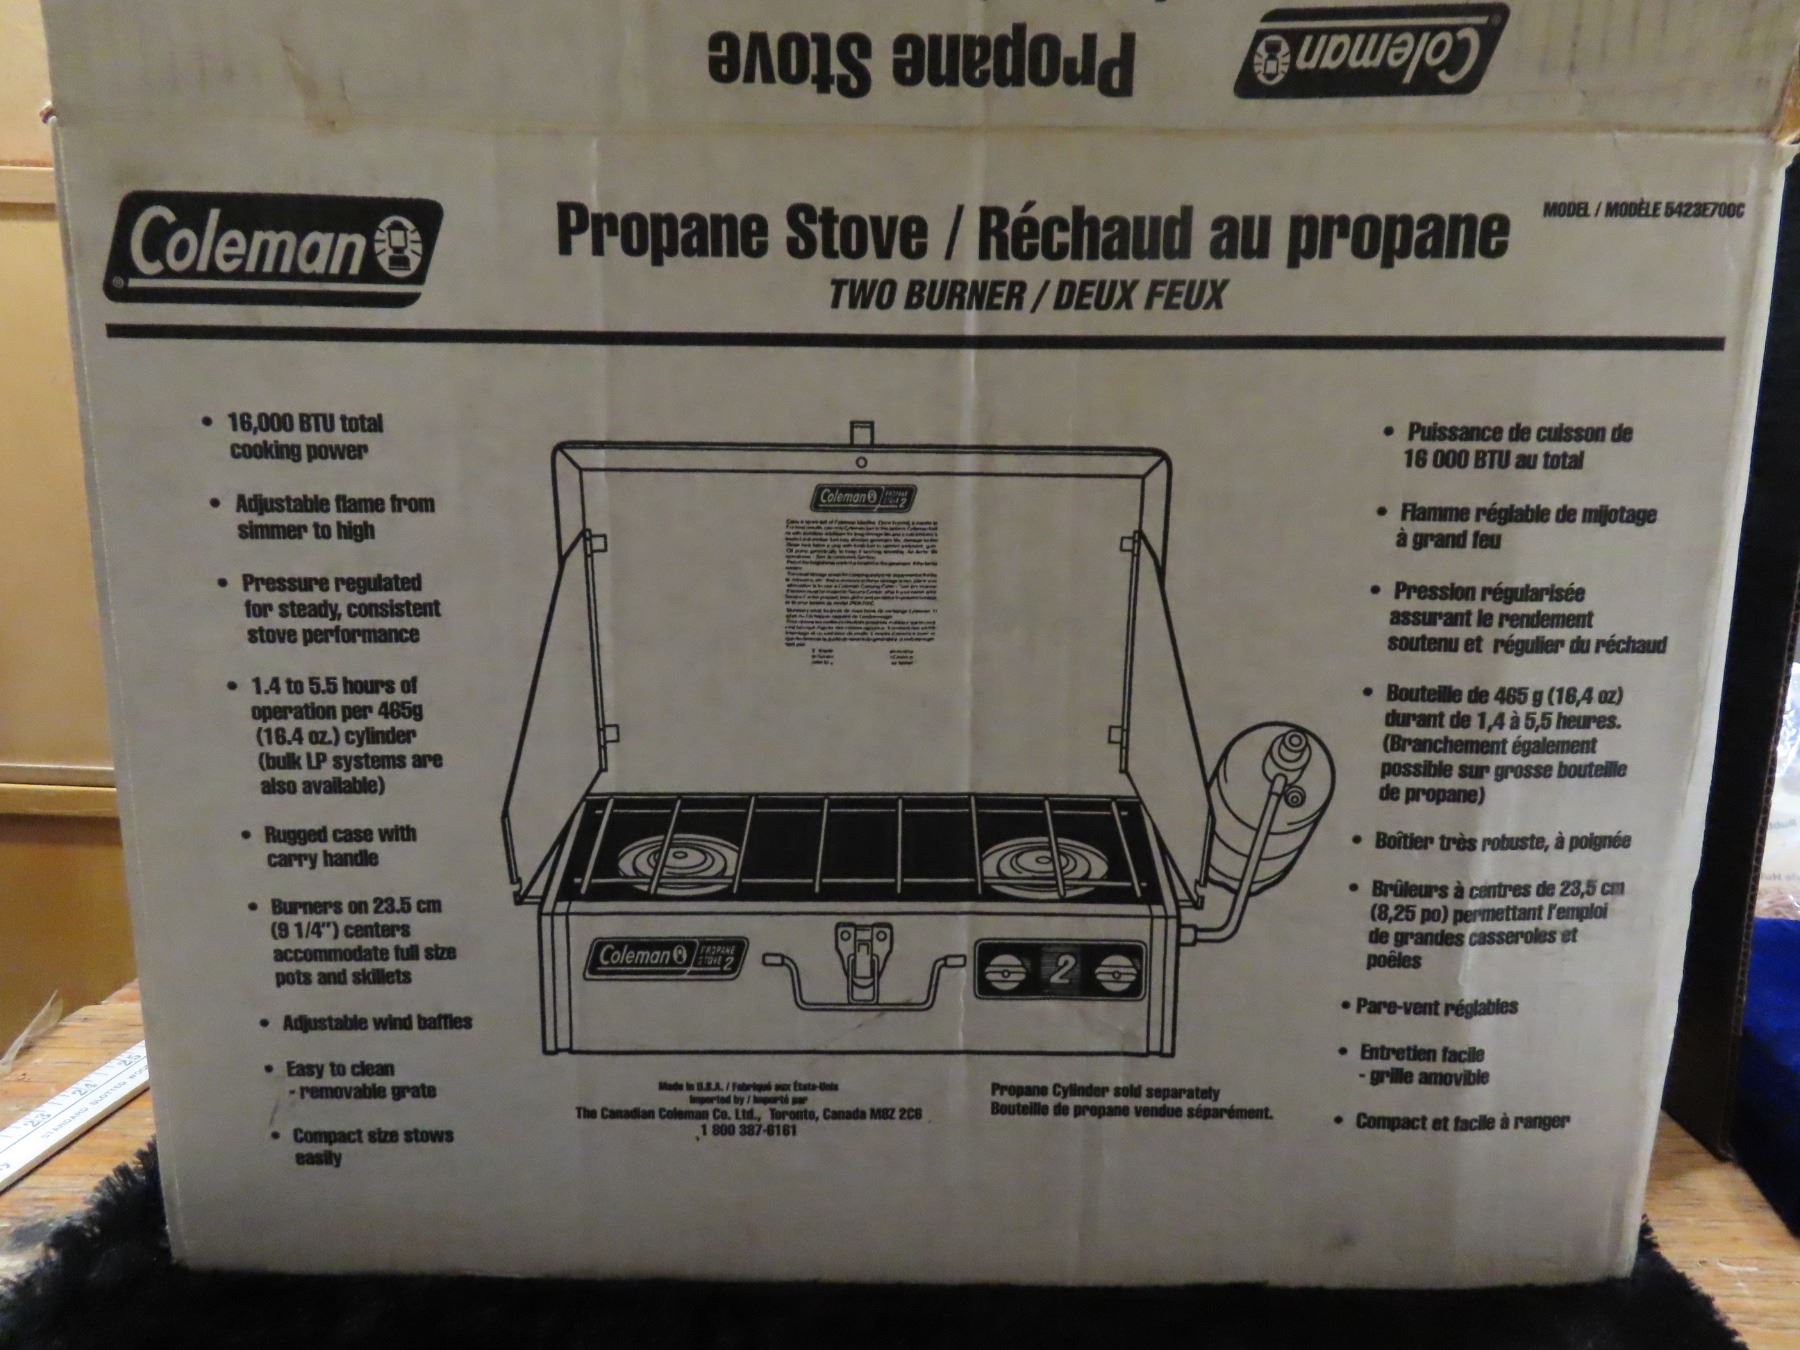 Propane Stove
Coleman
Coleman
Propane Stove / Réchaud au propane
TWO BURNER / DEUX FEUX
MODEL / MODÈLE 5423E700C
• 16,000 BTU total
cooking power
• Adjustable flame from
simmer to high
• Pressure regulated
for steady, consistent
stove performance
• 1.4 to 5.5 hours of
operation per 465g
(16.4 oz.) cylinder
(bulk LP systems are
also available)
• Rugged case with
carry handle
• Burners on 23.5 cm
(9 1/4") centers
accommodate full size
pots and skillets
• Adjustable wind baffles
• Easy to clean
- removable grate
• Compact size stows
easily
Coleman PROPANE
STOVE 2
Coleman PROPANE
STOVE 2
2
Made in U.S.A. / Fabriqué aux États-Unis
Imported by / Importé par
The Canadian Coleman Co. Ltd., Toronto, Canada M8Z 2C6
1 800 387-6161
Propane Cylinder sold separately
Bouteille de propane vendue séparément.
• Puissance de cuisson de
16 000 BTU au total
• Flamme réglable de mijotage
à grand feu
• Pression régularisée
assurant le rendement
soutenu et régulier du réchaud
• Bouteille de 465 g (16,4 oz)
durant de 1,4 à 5,5 heures.
(Branchement également
possible sur grosse bouteille
de propane)
• Boîtier très robuste, à poignée
• Brûleurs à centres de 23,5 cm
(8,25 po) permettant l'emploi
de grandes casseroles et
poêles
• Pare-vent réglables
• Entretien facile
- grille amovible
• Compact et facile à ranger
23 24 25
STANDARD SLOTTED